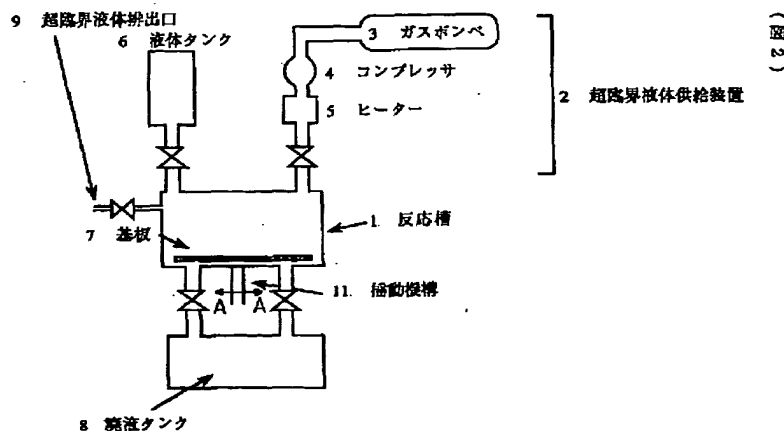 (図2)
9 超臨界液体排出口
6 液体タンク
3 ガスボンベ
4 コンプレッサ
5 ヒーター
2 超臨界液体供給装置
7 基板
1 反応槽
11 揺動機構
A A
8 廃液タンク